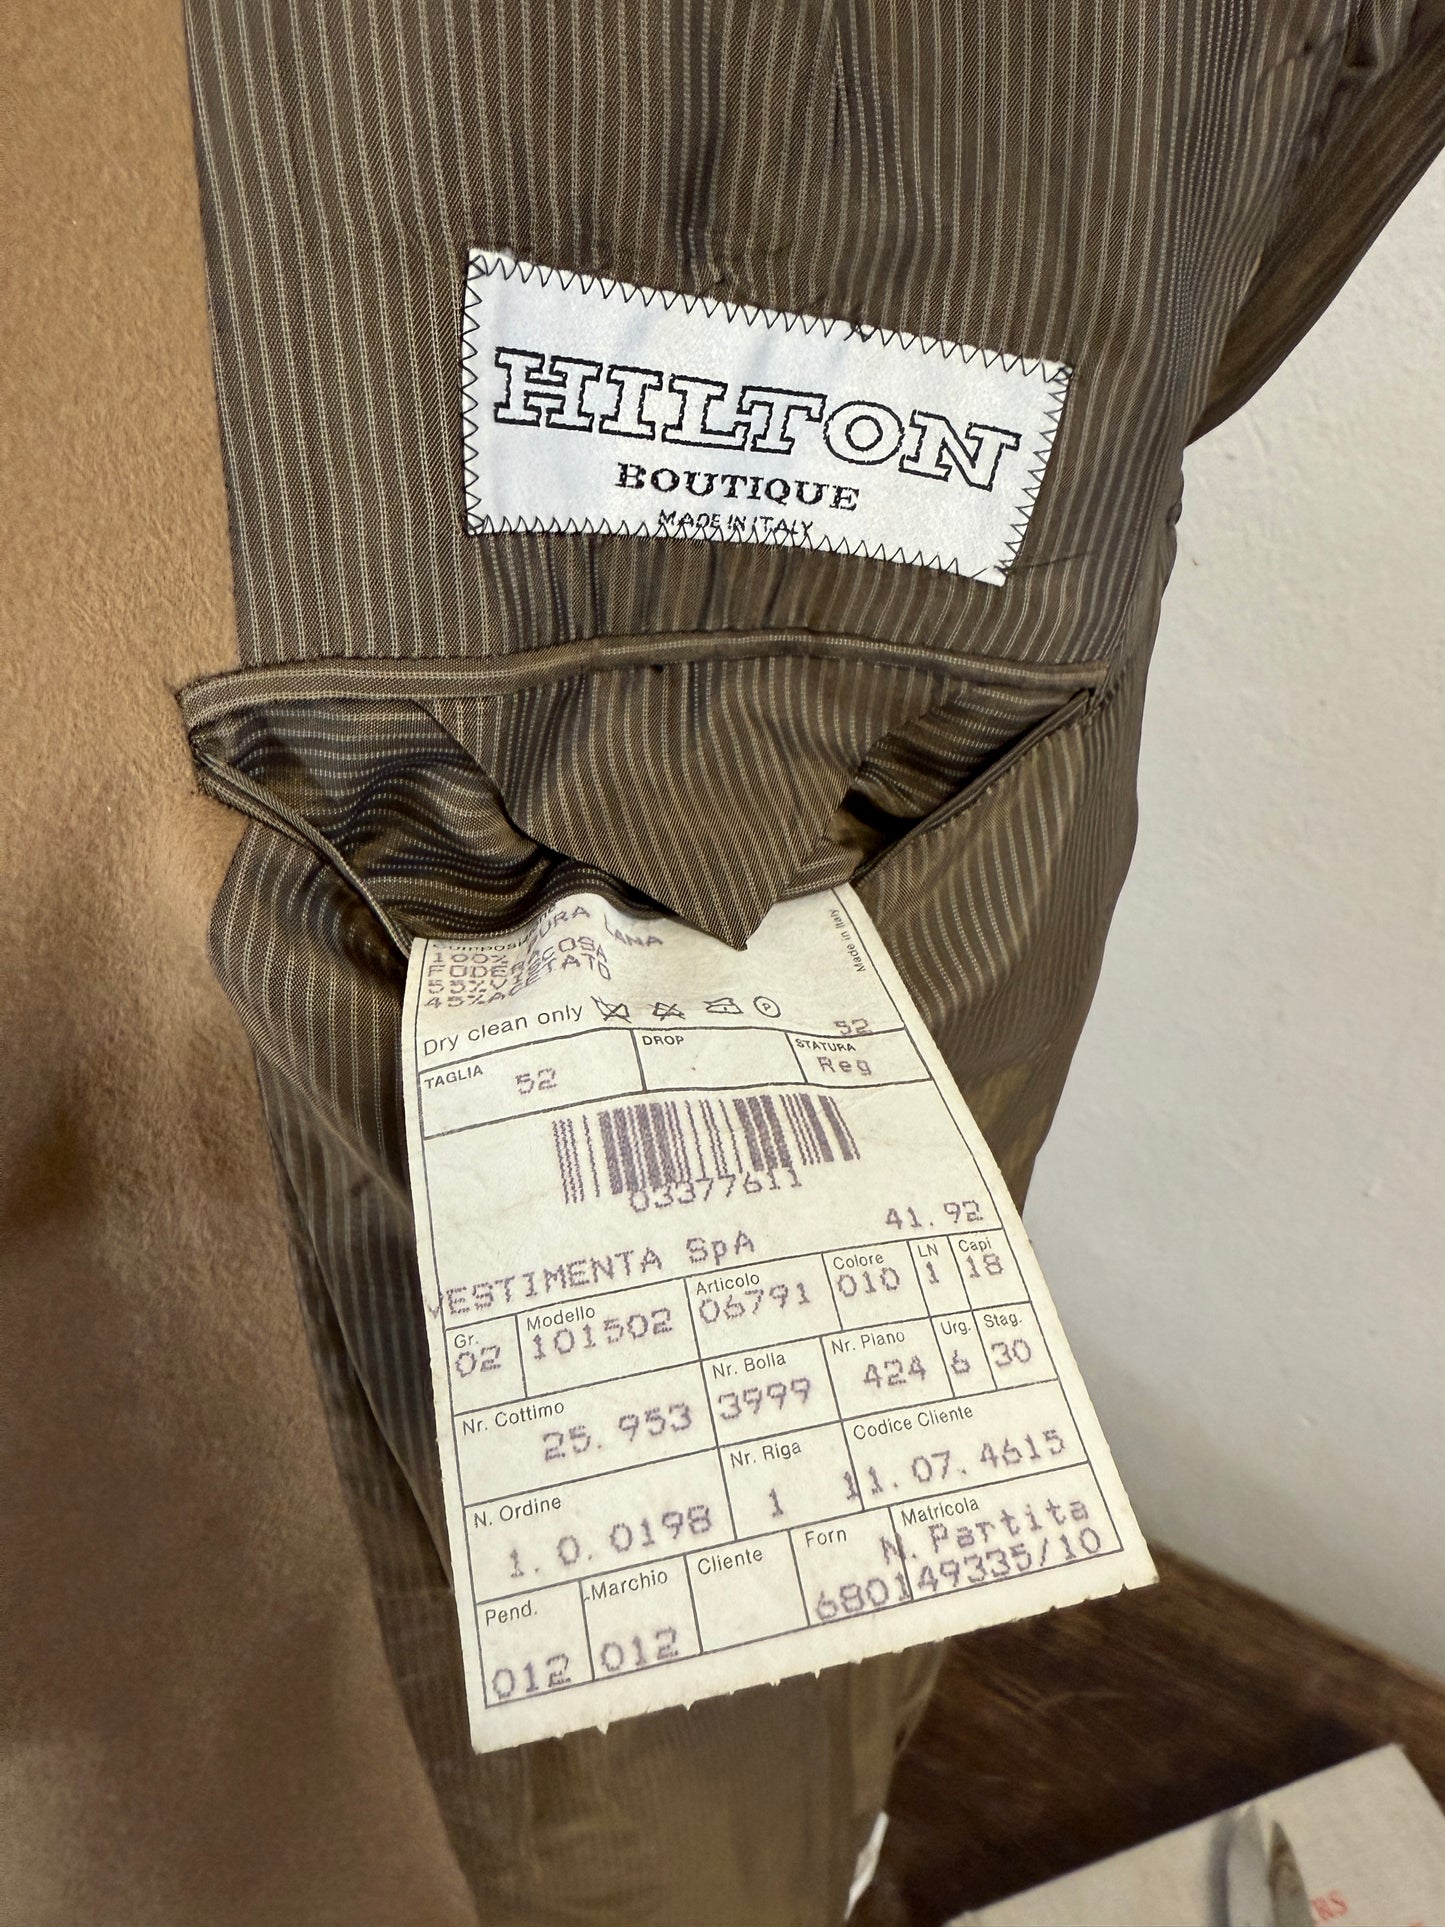 HILTON
BOUTIQUE
MADE IN ITALY
PURA LANA
100%
FODERA
55% VISCOSA
45% ACETATO
Made in Italy
Dry clean only
52
TAGLIA 52
DROP
STATURA Reg
03377611
41.92
VESTIMENTA SpA
Gr. 02
Modello 101502
Articolo 06791
Colore 010
LN 1
Capi 18
Nr. Cottimo 25.953
Nr. Bolla 3999
Nr. Piano 424
Urg. 6
Stag. 30
N. Ordine 1.0.0198
Nr. Riga 1
Codice Cliente 11.07.4615
Pend. 012
Marchio 012
Cliente
Forn
Matricola
N. Partita
680149335/10
RS